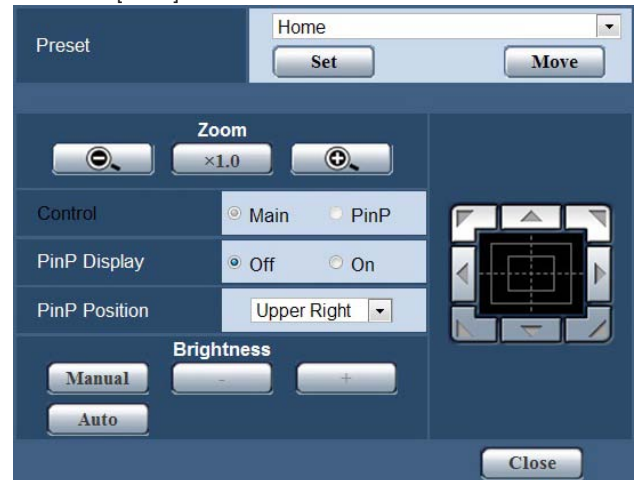 Preset
Home
Set Move
Zoom
×1.0
Control Main PinP
PinP Display Off On
PinP Position Upper Right
Brightness
Manual - +
Auto
Close